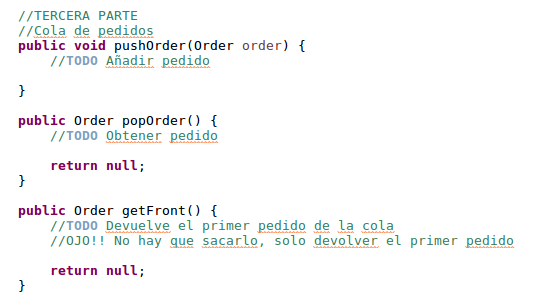 //TERCERA PARTE
//Cola de pedidos
public void pushOrder(Order order) {
//TODO Añadir pedido
}
public Order popOrder() {
//TODO Obtener pedido
return null;
}
public Order getFront() {
//TODO Devuelve el primer pedido de la cola
//OJO!! No hay que sacarlo, solo devolver el primer pedido
return null;
}